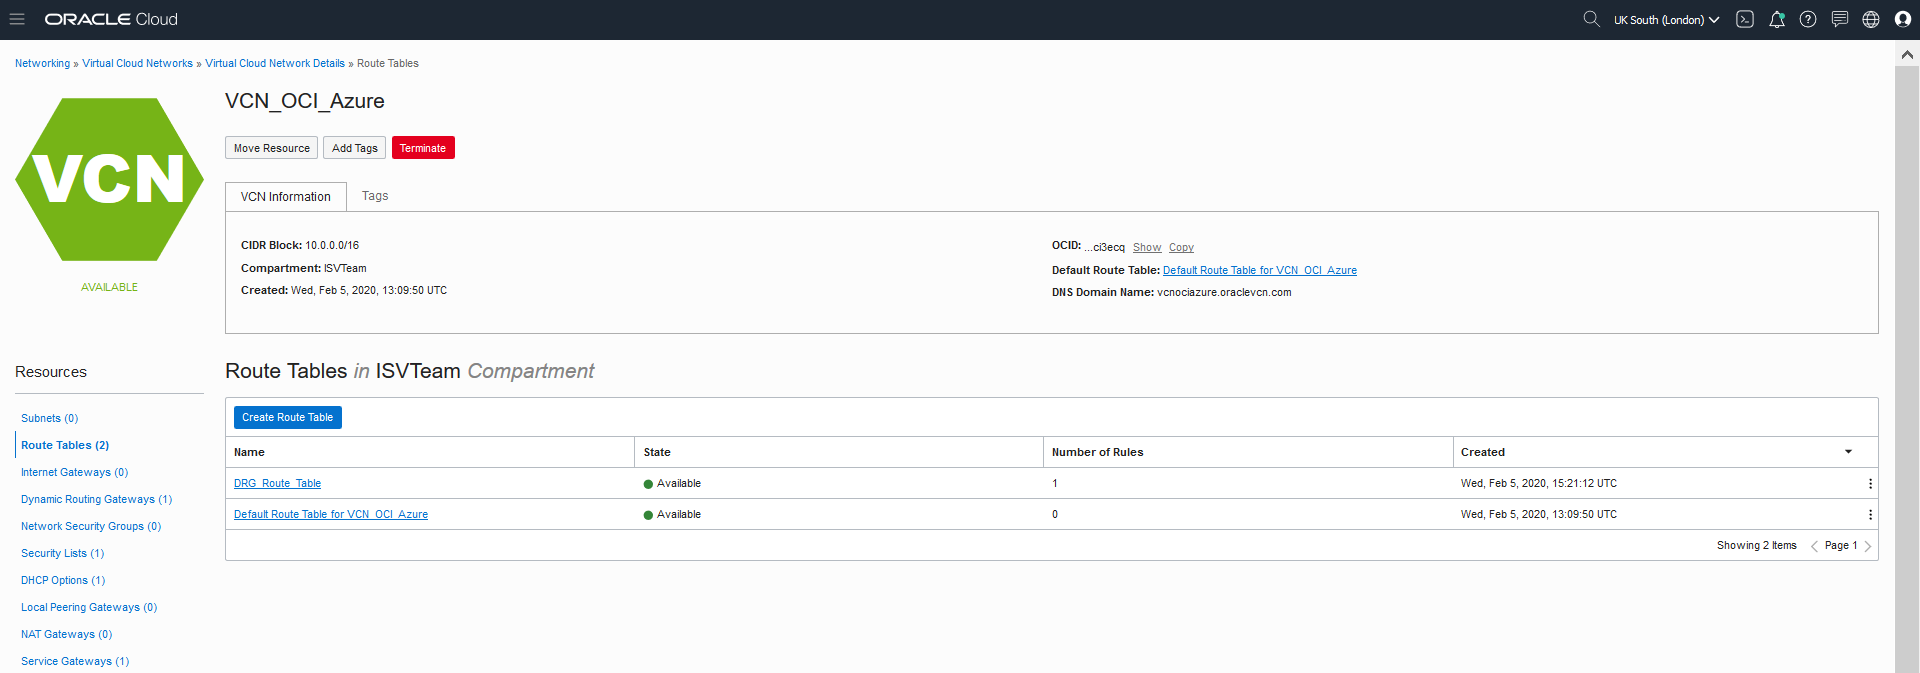 ORACLE Cloud
UK South (London)
Networking » Virtual Cloud Networks » Virtual Cloud Network Details » Route Tables
VCN
AVAILABLE
VCN_OCI_Azure
Move Resource Add Tags Terminate
VCN Information Tags
CIDR Block: 10.0.0.0/16
Compartment: ISVTeam
Created: Wed, Feb 5, 2020, 13:09:50 UTC
OCID: ...ci3ecq Show Copy
Default Route Table: Default Route Table for VCN_OCI_Azure
DNS Domain Name: vcnociazure.oraclevcn.com
Resources
Subnets (0)
Route Tables (2)
Internet Gateways (0)
Dynamic Routing Gateways (1)
Network Security Groups (0)
Security Lists (1)
DHCP Options (1)
Local Peering Gateways (0)
NAT Gateways (0)
Service Gateways (1)
Route Tables in ISVTeam Compartment
Create Route Table
Name State Number of Rules Created
DRG_Route_Table Available 1 Wed, Feb 5, 2020, 15:21:12 UTC
Default Route Table for VCN_OCI_Azure Available 0 Wed, Feb 5, 2020, 13:09:50 UTC
Showing 2 Items Page 1